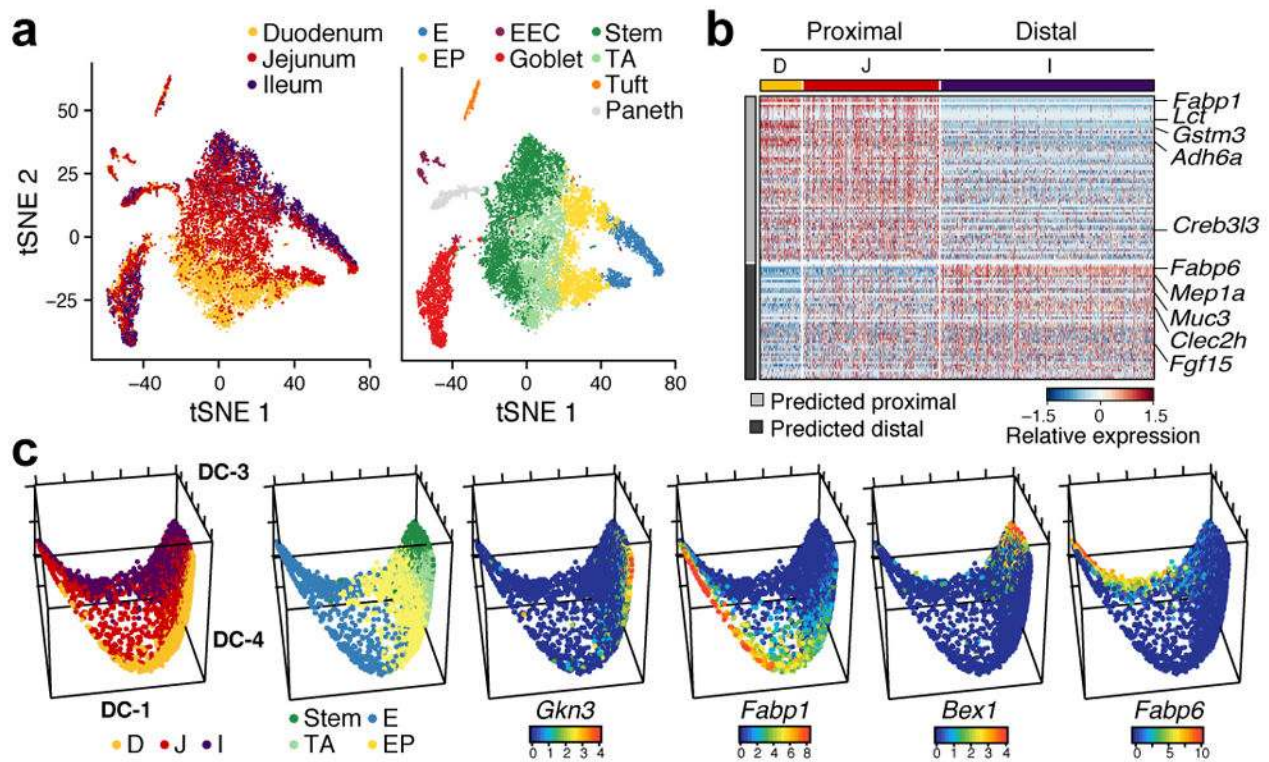 a
Duodenum
Jejunum
Ileum
E
EP
EEC
Goblet
Stem
TA
Tuft
Paneth
tSNE 2
50
25
0
−25
−40 0 40 80
tSNE 1
−40 0 40 80
tSNE 1
b
Proximal Distal
D J I
Fabp1
Lct
Gstm3
Adh6a
Creb3l3
Fabp6
Mep1a
Muc3
Clec2h
Fgf15
Predicted proximal
Predicted distal
−1.5 0 1.5
Relative expression
c
DC-3
DC-4
DC-1
D J I
Stem E
TA EP
Gkn3
0 1 2 3 4
Fabp1
0 2 4 6 8
Bex1
0 1 2 3 4
Fabp6
0 5 10